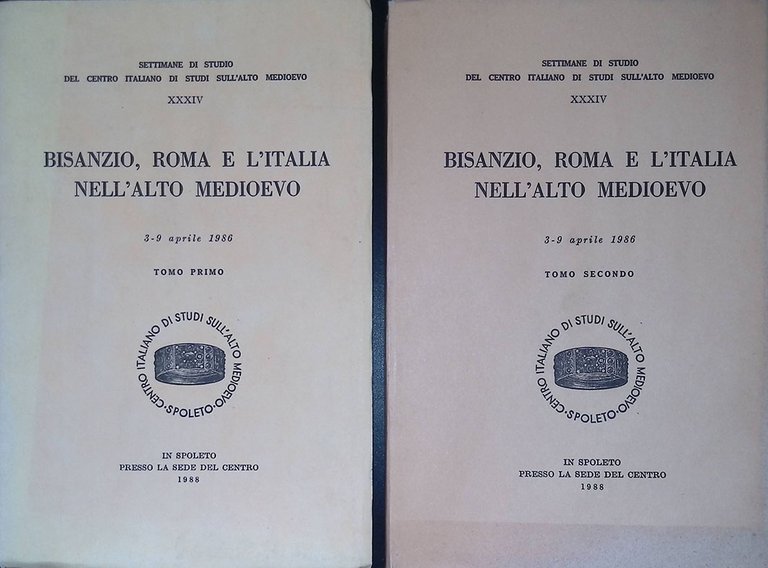 SETTIMANE DI STUDIO
DEL CENTRO ITALIANO DI STUDI SULL'ALTO MEDIOEVO
XXXIV
BISANZIO, ROMA E L'ITALIA
NELL'ALTO MEDIOEVO
3-9 aprile 1986
TOMO PRIMO
CENTRO ITALIANO DI STUDI SULL'ALTO MEDIOEVO
·SPOLETO·
IN SPOLETO
PRESSO LA SEDE DEL CENTRO
1988
SETTIMANE DI STUDIO
DEL CENTRO ITALIANO DI STUDI SULL'ALTO MEDIOEVO
XXXIV
BISANZIO, ROMA E L'ITALIA
NELL'ALTO MEDIOEVO
3-9 aprile 1986
TOMO SECONDO
CENTRO ITALIANO DI STUDI SULL'ALTO MEDIOEVO
·SPOLETO·
IN SPOLETO
PRESSO LA SEDE DEL CENTRO
1988